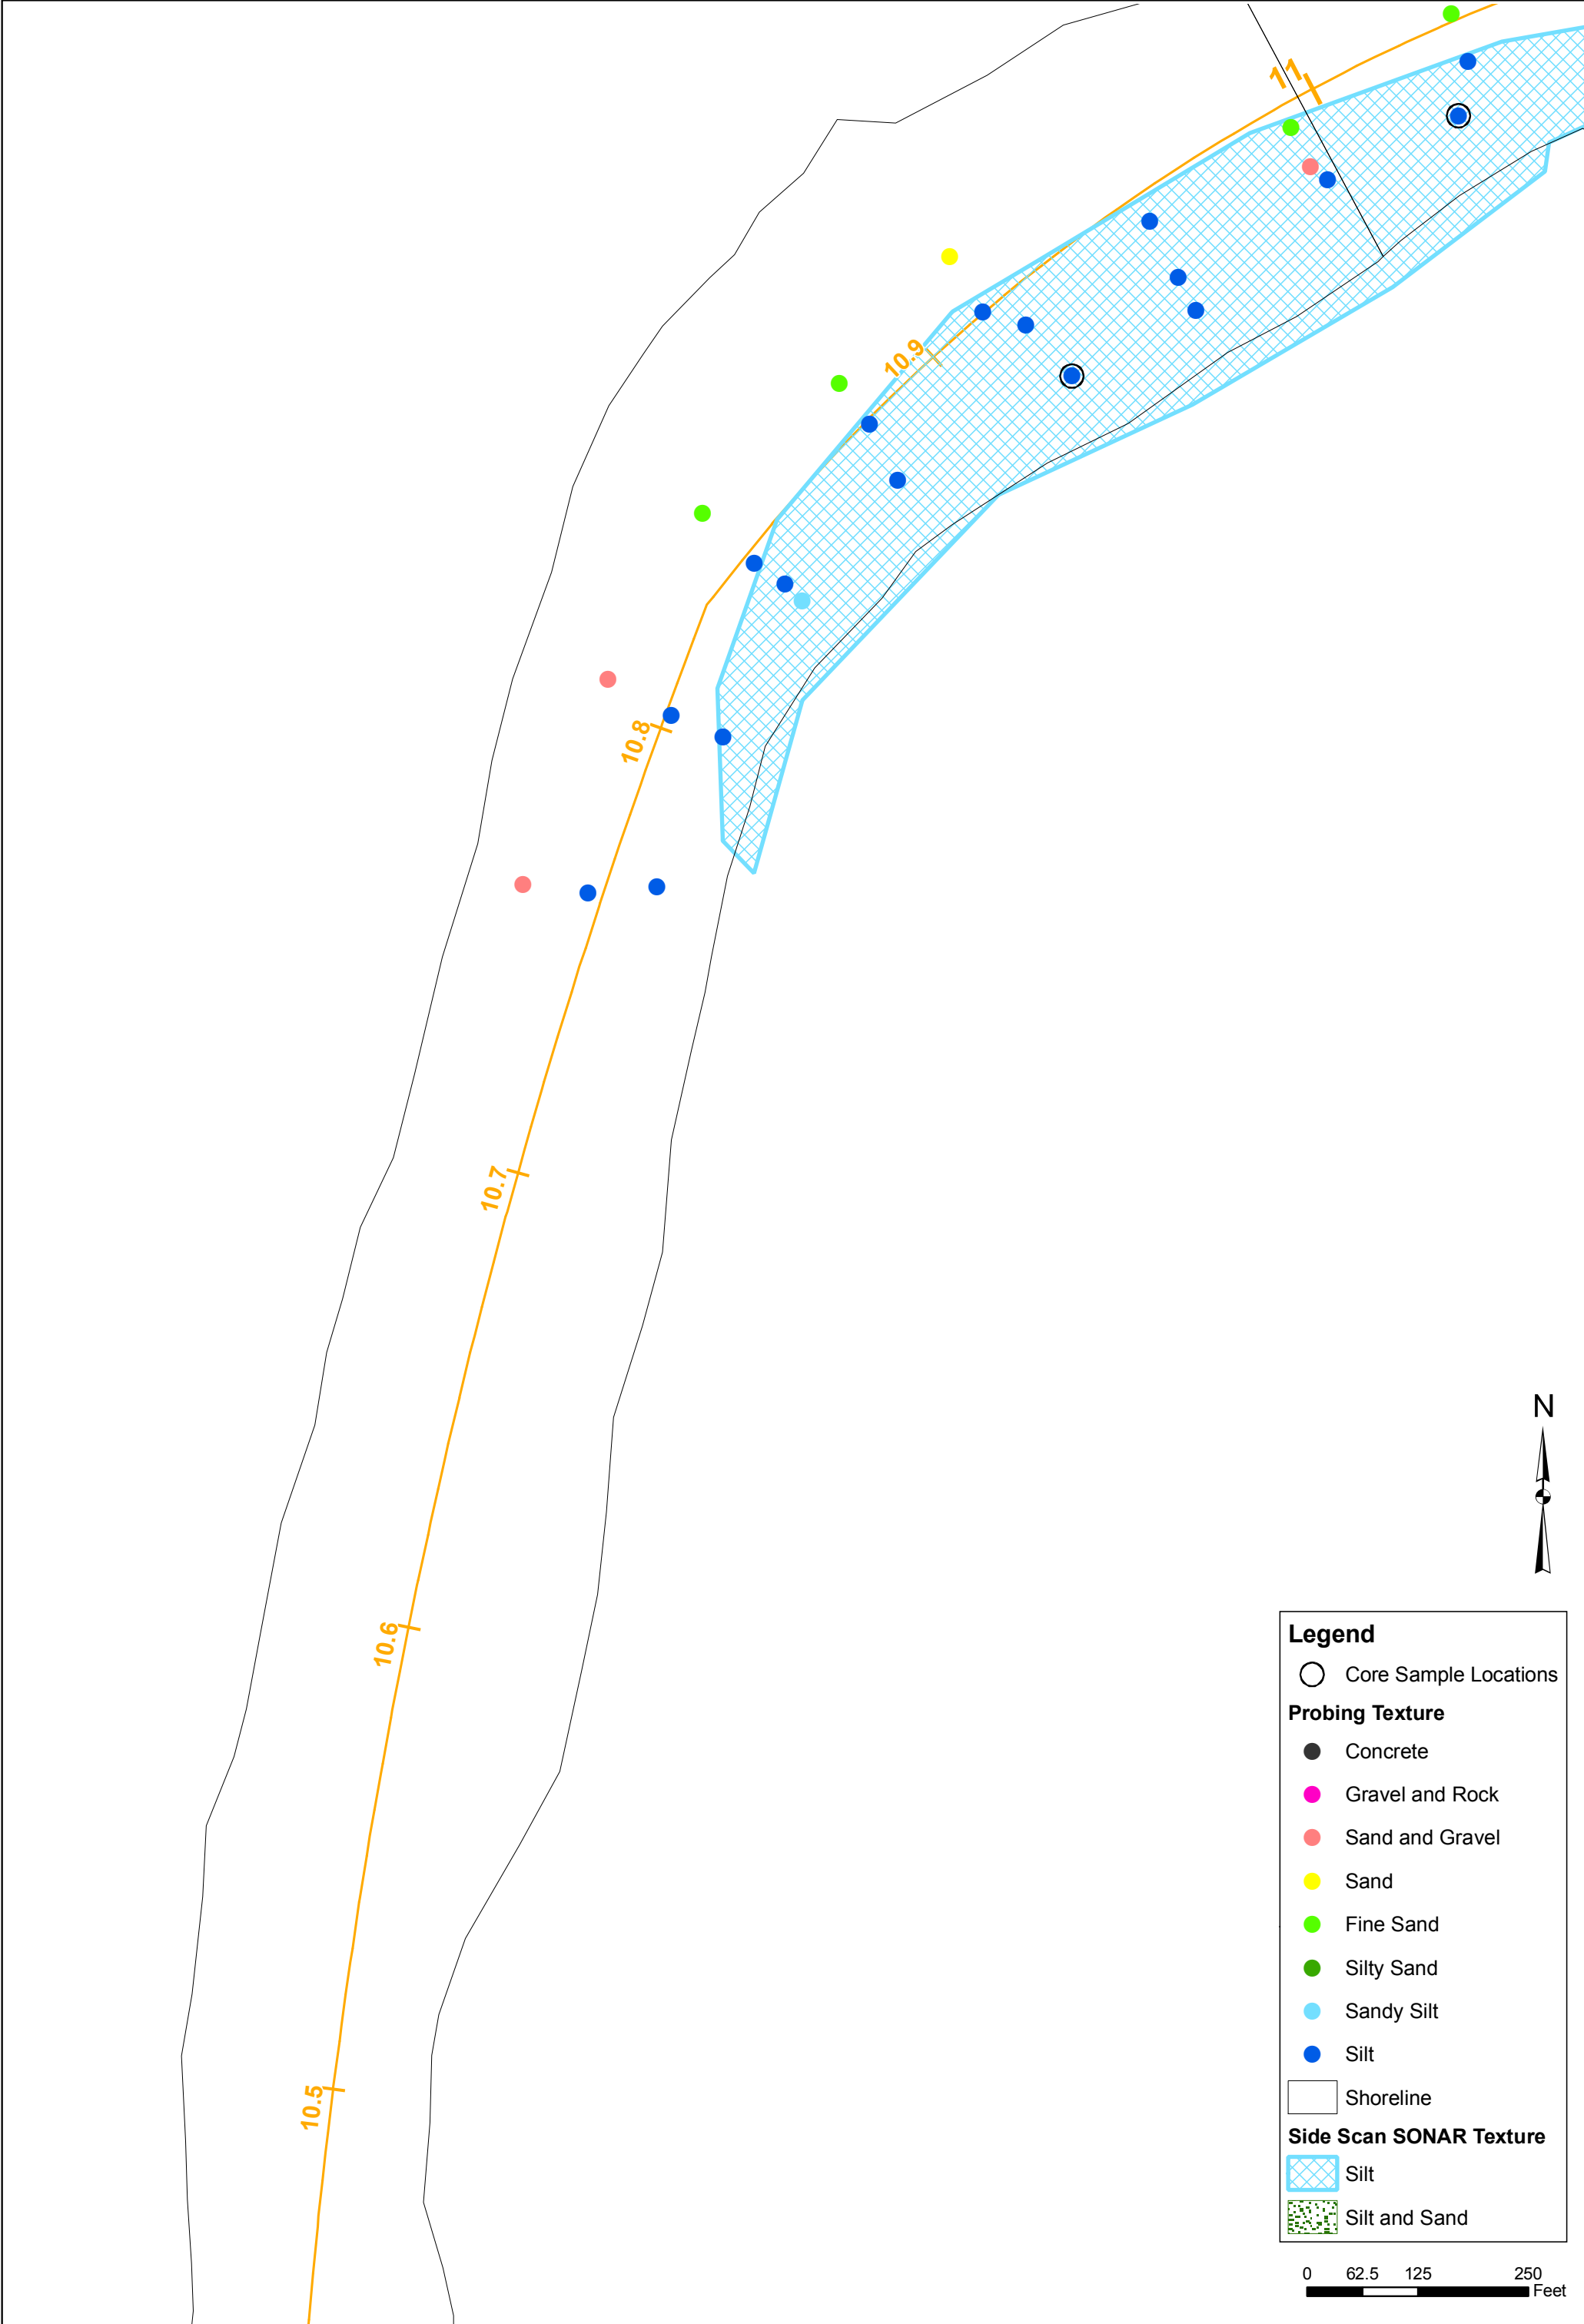 11
10.9
10.8
10.7
10.6
10.5
N
Legend
Core Sample Locations
Probing Texture
Concrete
Gravel and Rock
Sand and Gravel
Sand
Fine Sand
Silty Sand
Sandy Silt
Silt
Shoreline
Side Scan SONAR Texture
Silt
Silt and Sand
0 62.5 125 250
Feet